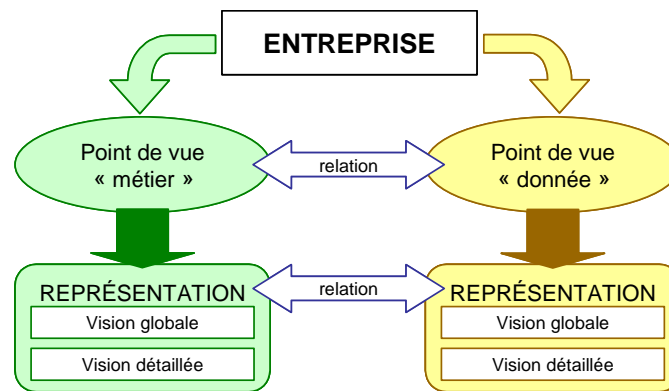 ENTREPRISE
Point de vue
« métier »
relation
Point de vue
« donnée »
REPRÉSENTATION
Vision globale
Vision détaillée
relation
REPRÉSENTATION
Vision globale
Vision détaillée